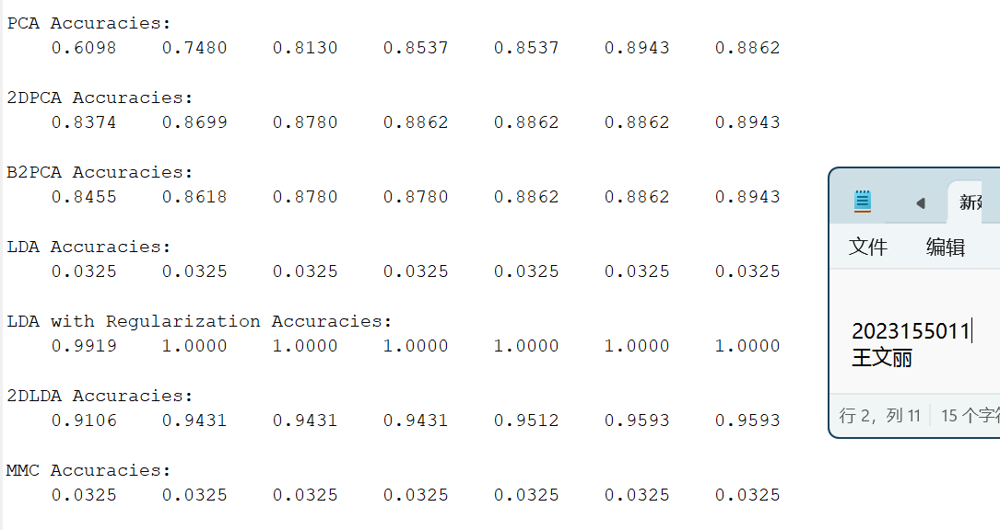 PCA Accuracies:
0.6098 0.7480 0.8130 0.8537 0.8537 0.8943 0.8862
2DPCA Accuracies:
0.8374 0.8699 0.8780 0.8862 0.8862 0.8862 0.8943
B2PCA Accuracies:
0.8455 0.8618 0.8780 0.8780 0.8862 0.8862 0.8943
LDA Accuracies:
0.0325 0.0325 0.0325 0.0325 0.0325 0.0325 0.0325
LDA with Regularization Accuracies:
0.9919 1.0000 1.0000 1.0000 1.0000 1.0000 1.0000
2DLDA Accuracies:
0.9106 0.9431 0.9431 0.9431 0.9512 0.9593 0.9593
MMC Accuracies:
0.0325 0.0325 0.0325 0.0325 0.0325 0.0325 0.0325
新
文件 编辑
2023155011
王文丽
行 2，列 11 15 个字